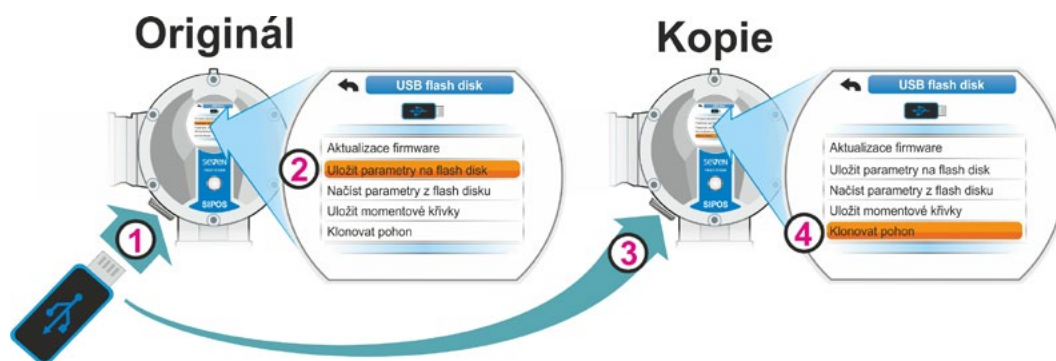 Originál
USB flash disk
Aktualizace firmware
Uložit parametry na flash disk
Načíst parametry z flash disku
Uložit momentové křivky
Klonovat pohon
SEVEN
SIPOS
1
2
Kopie
USB flash disk
Aktualizace firmware
Uložit parametry na flash disk
Načíst parametry z flash disku
Uložit momentové křivky
Klonovat pohon
SEVEN
SIPOS
3
4